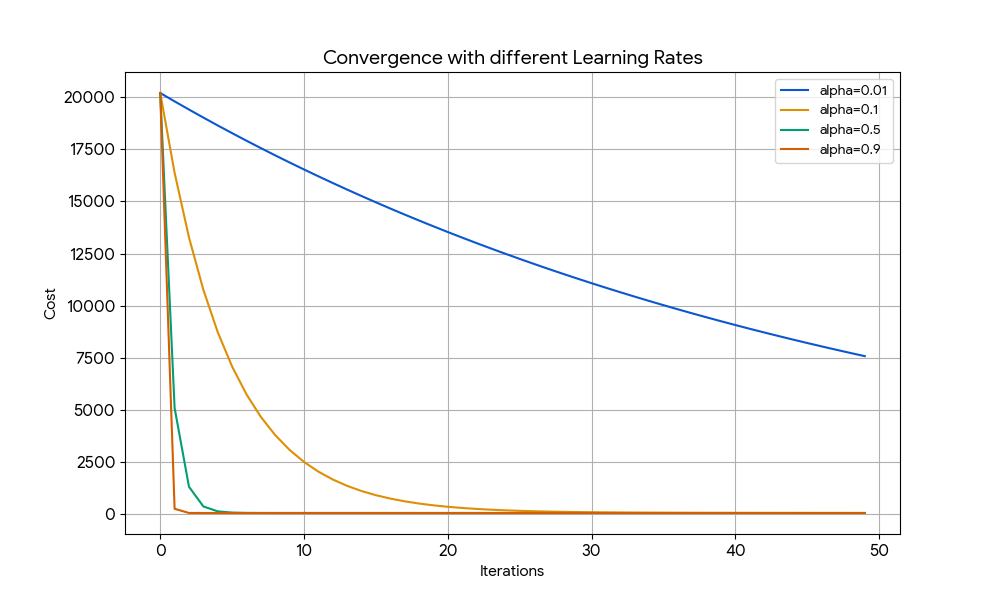 Convergence with different Learning Rates
alpha=0.01
alpha=0.1
alpha=0.5
alpha=0.9
20000
17500
15000
12500
10000
7500
5000
2500
0
Cost
0 10 20 30 40 50
Iterations